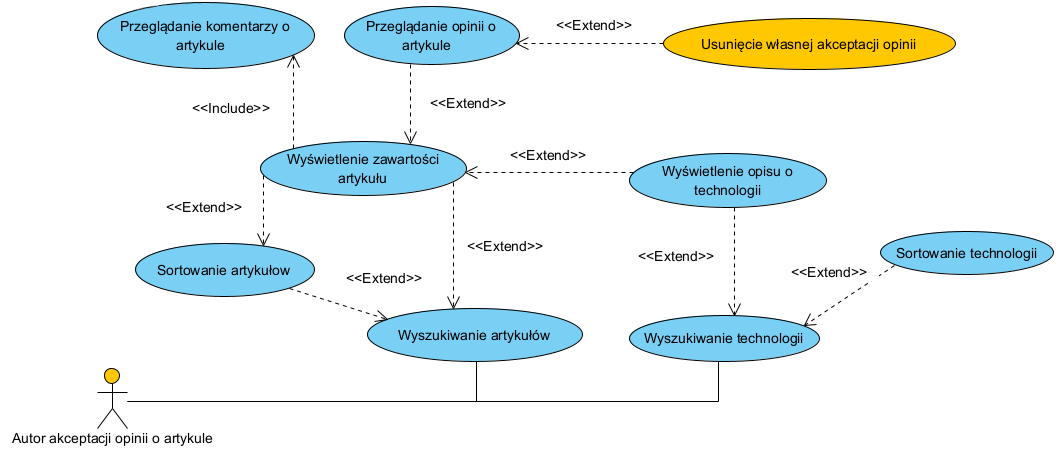 Przeglądanie komentarzy o
artykule
Przeglądanie opinii o
artykule
<<Extend>>
Usunięcie własnej akceptacji opinii
<<Include>>
<<Extend>>
Wyświetlenie zawartości
artykułu
<<Extend>>
Wyświetlenie opisu o
technologii
<<Extend>>
<<Extend>>
<<Extend>>
Sortowanie technologii
Sortowanie artykułow
<<Extend>>
<<Extend>>
Wyszukiwanie artykułów
Wyszukiwanie technologii
Autor akceptacji opinii o artykule